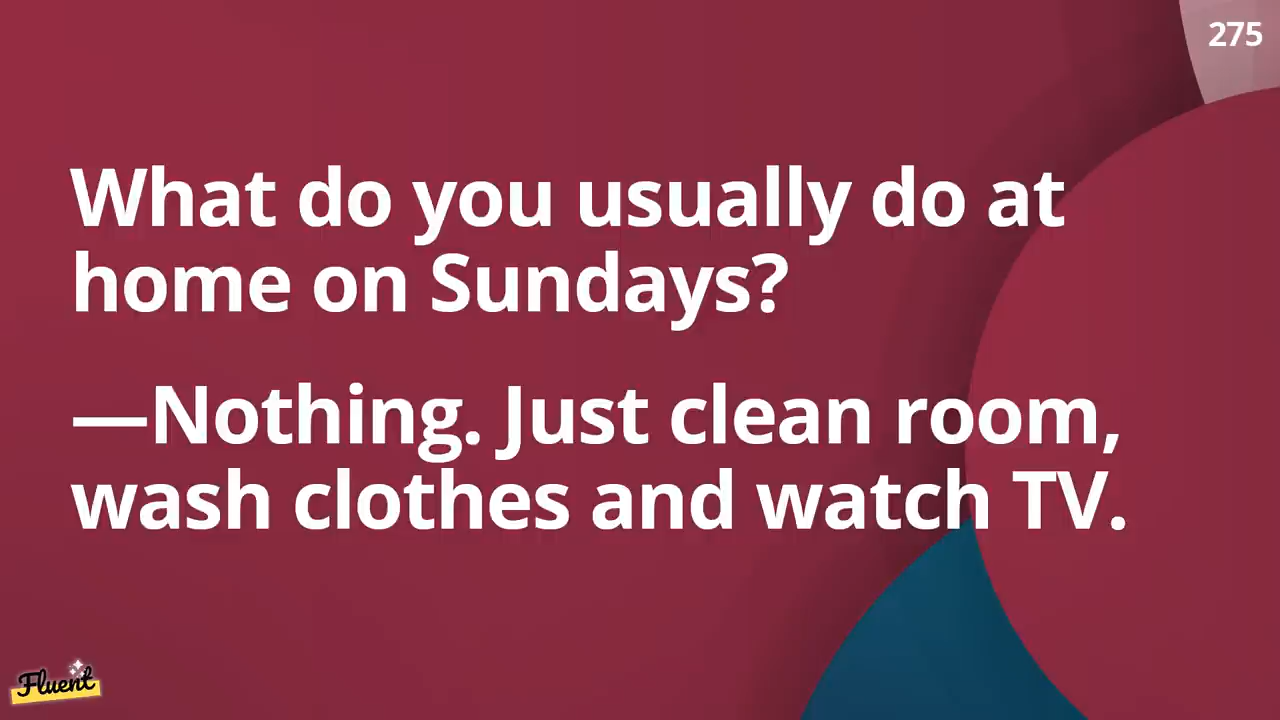 275
What do you usually do at
home on Sundays?
—Nothing. Just clean room,
wash clothes and watch TV.
Fluent